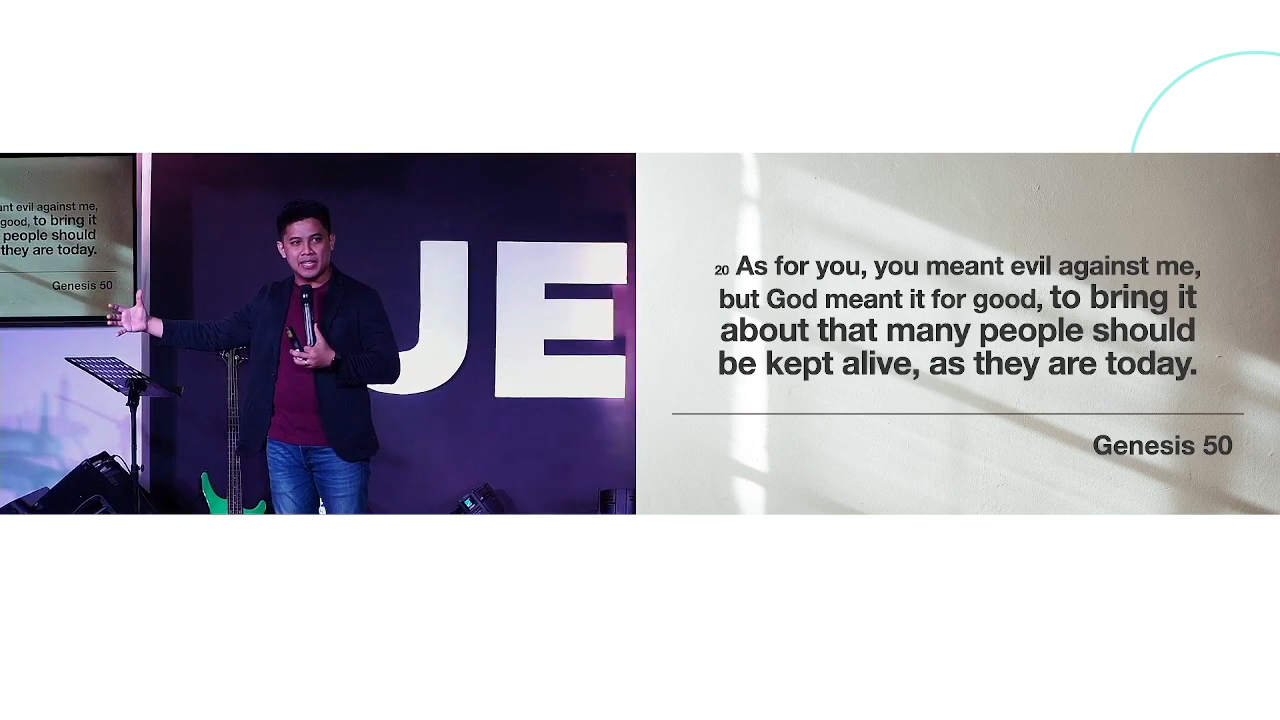 ant evil against me,
good, to bring it
people should
they are today.
Genesis 50
JE
20 As for you, you meant evil against me,
but God meant it for good, to bring it
about that many people should
be kept alive, as they are today.
Genesis 50